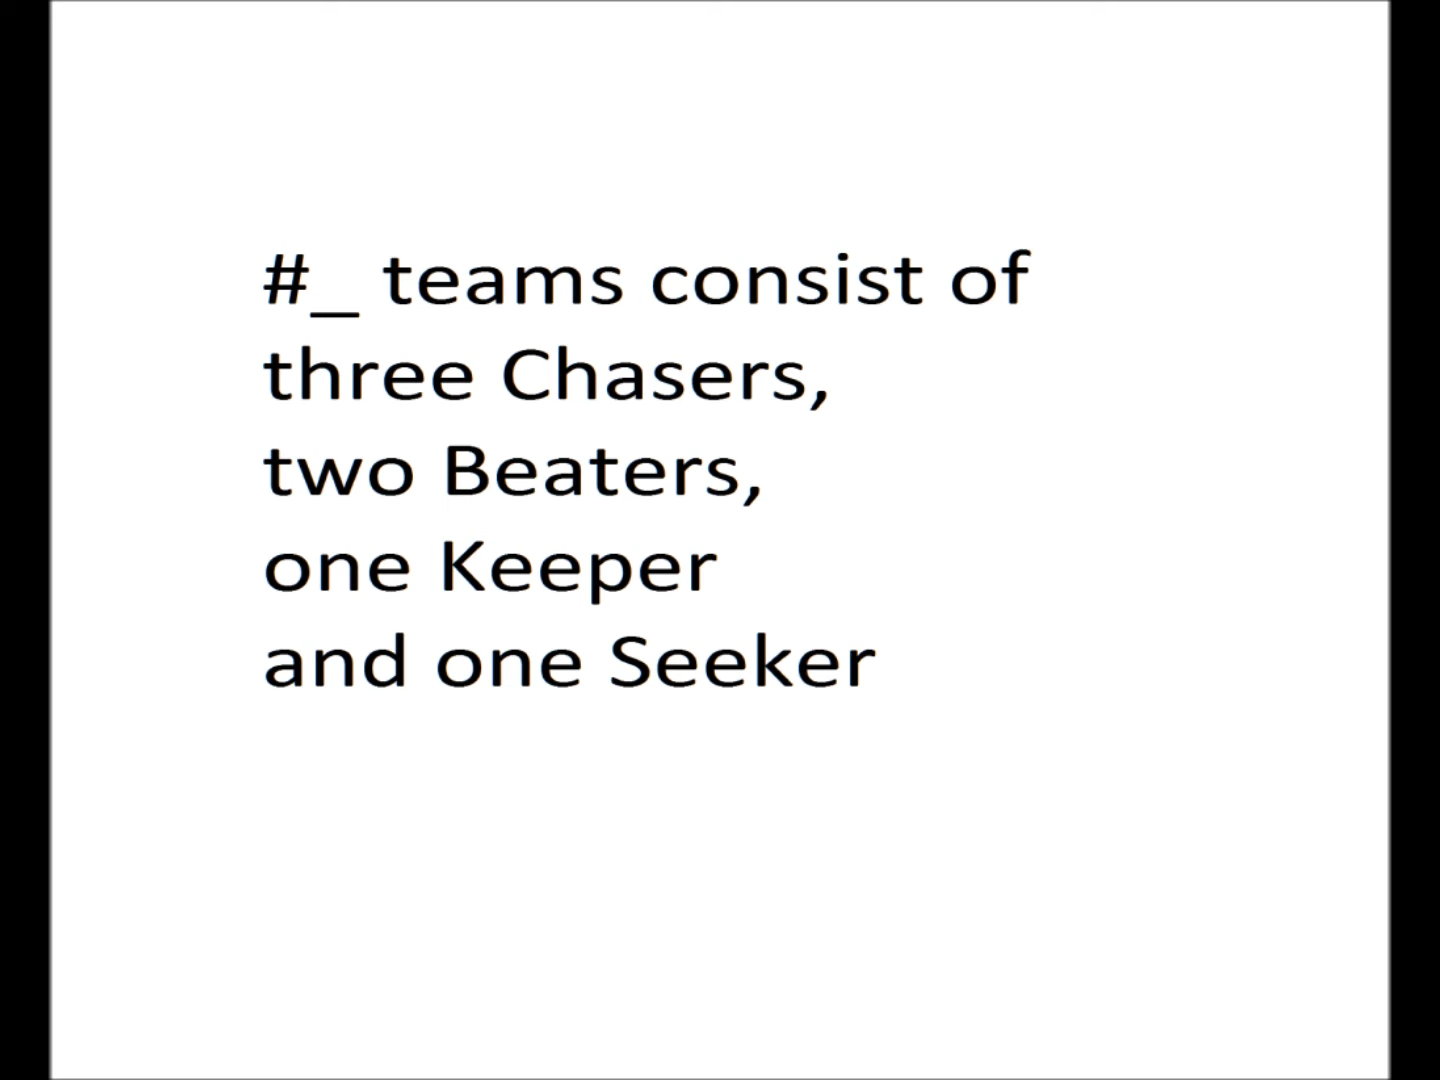 #_ teams consist of
three Chasers,
two Beaters,
one Keeper
and one Seeker